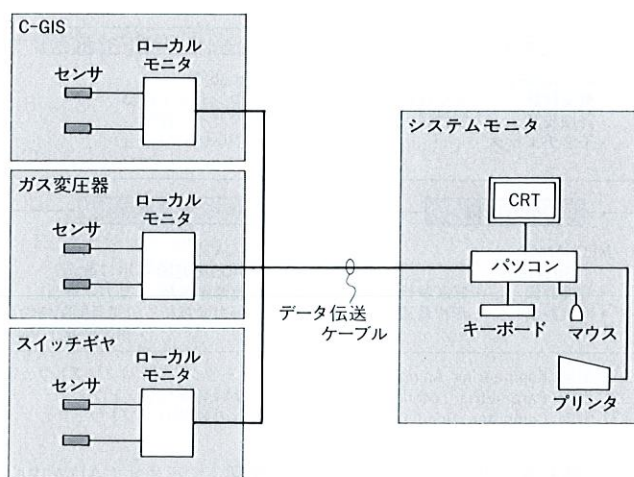 C-GIS
ローカル
モニタ
センサ
ガス変圧器
ローカル
モニタ
センサ
スイッチギヤ
ローカル
モニタ
センサ
データ伝送
ケーブル
システムモニタ
CRT
パソコン
キーボード
マウス
プリンタ